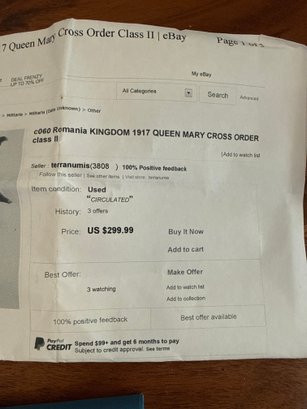 7 Queen Mary Cross Order Class II | eBay
Page 1 of
DEAL FRENZY
UP TO 70% OFF
My eBay
All Categories
Search
Advanced
> Militaria > Militaria (Date Unknown) > Other
c060 Romania KINGDOM 1917 QUEEN MARY CROSS ORDER
class II
| Add to watch list
Seller terranumis(3808 ) 100% Positive feedback
Follow this seller | See other items | Visit store: terranumis
Item condition: Used
"CIRCULATED"
History: 3 offers
Price: US $299.99
Buy It Now
Add to cart
Best Offer:
Make Offer
3 watching
Add to watch list
Add to collection
100% positive feedback
Best offer available
PayPal
CREDIT
Spend $99+ and get 6 months to pay
Subject to credit approval. See terms